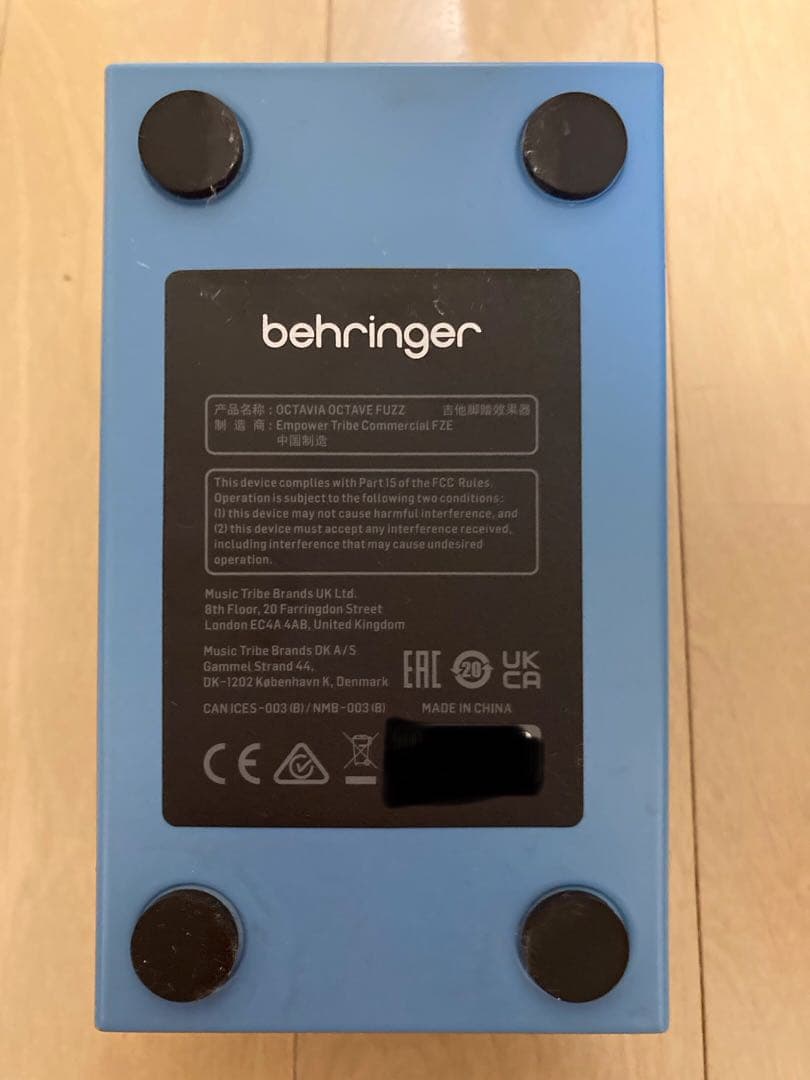 behringer
产品名称：OCTAVIA OCTAVE FUZZ 吉他脚踏效果器
制 造 商：Empower Tribe Commercial FZE
中国制造
This device complies with Part 15 of the FCC Rules.
Operation is subject to the following two conditions:
(1) this device may not cause harmful interference, and
(2) this device must accept any interference received,
including interference that may cause undesired
operation.
Music Tribe Brands UK Ltd.
8th Floor, 20 Farringdon Street
London EC4A 4AB, United Kingdom
Music Tribe Brands DK A/S
Gammel Strand 44,
DK-1202 København K, Denmark
EAC 20 UK
CA
CAN ICES-003 (B) / NMB-003 (B) MADE IN CHINA
CE